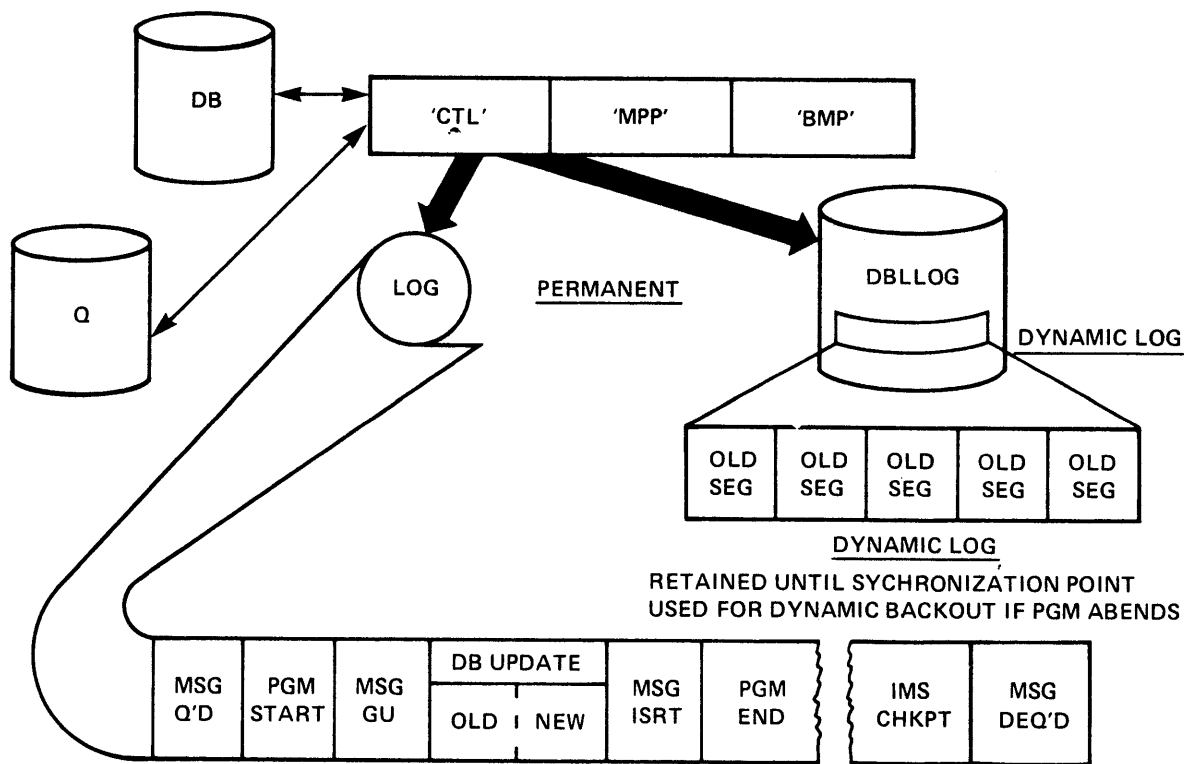 DB
'CTL'
'MPP'
'BMP'
Q
LOG
PERMANENT
DBLLOG
DYNAMIC LOG
OLD
SEG
OLD
SEG
OLD
SEG
OLD
SEG
OLD
SEG
DYNAMIC LOG
RETAINED UNTIL SYCHRONIZATION POINT
USED FOR DYNAMIC BACKOUT IF PGM ABENDS
MSG
Q'D
PGM
START
MSG
GU
DB UPDATE
OLD
NEW
MSG
ISRT
PGM
END
IMS
CHKPT
MSG
DEQ'D